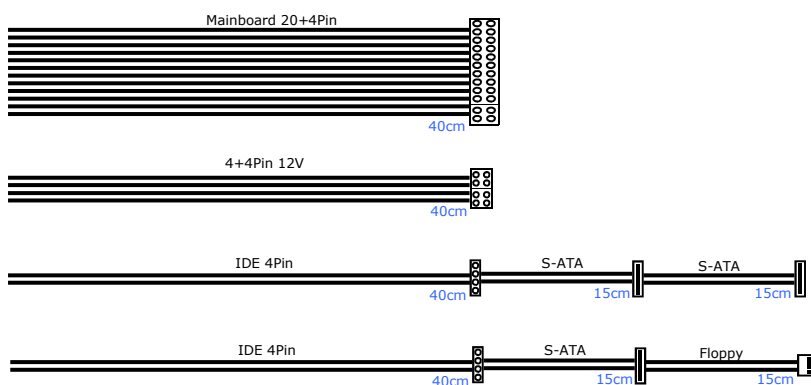 Mainboard 20+4Pin
40cm
4+4Pin 12V
40cm
IDE 4Pin S-ATA S-ATA
40cm 15cm 15cm
IDE 4Pin S-ATA Floppy
40cm 15cm 15cm